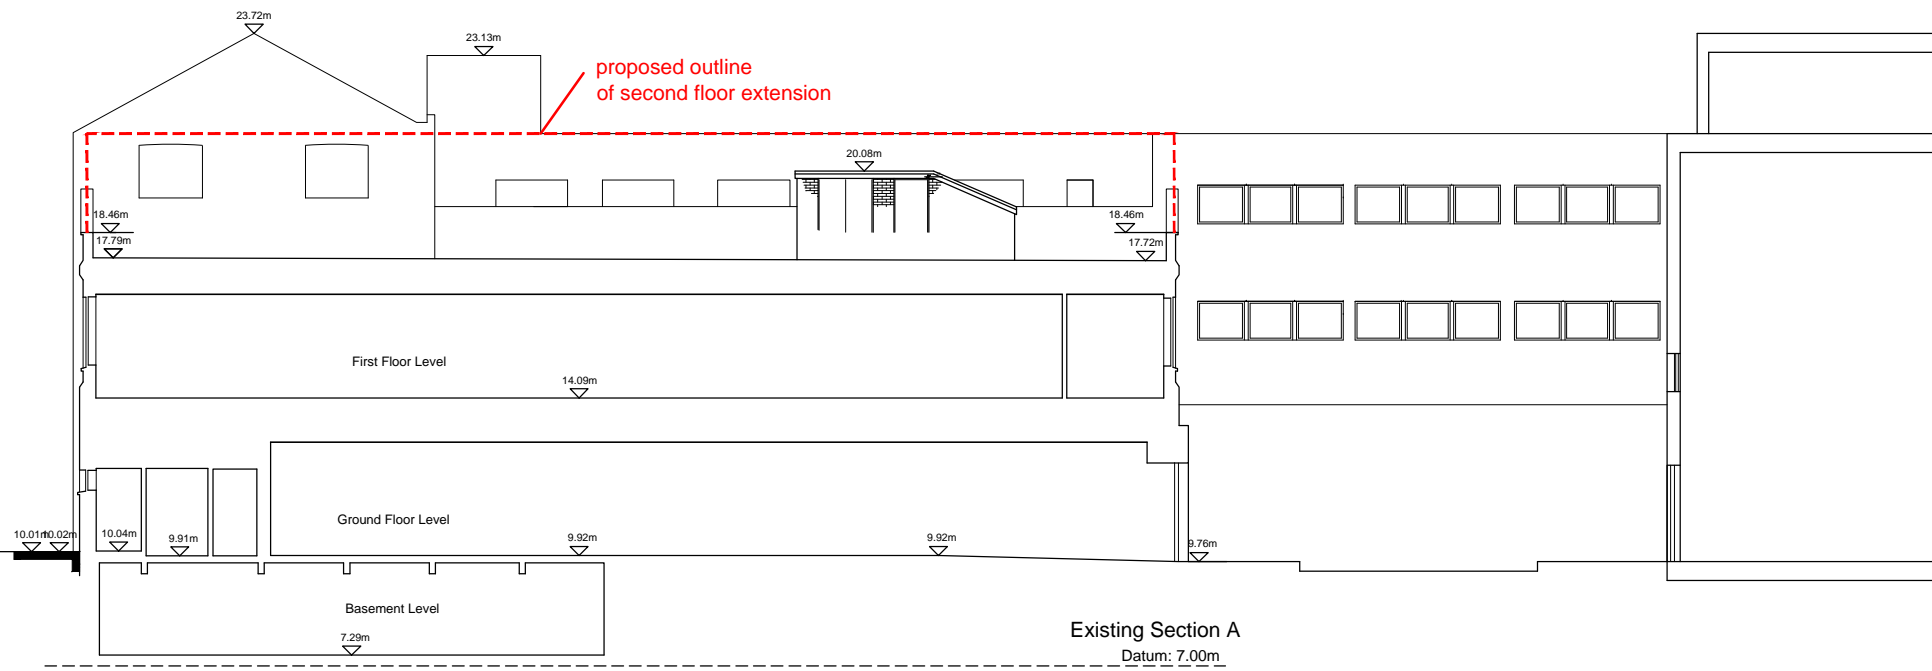 23.72m
23.13m
proposed outline
of second floor extension
20.08m
18.46m
18.46m
17.79m
17.72m
First Floor Level
14.09m
Ground Floor Level
10.01m
10.02m
10.04m
9.91m
9.92m
9.92m
9.76m
Basement Level
7.29m
Existing Section A
Datum: 7.00m